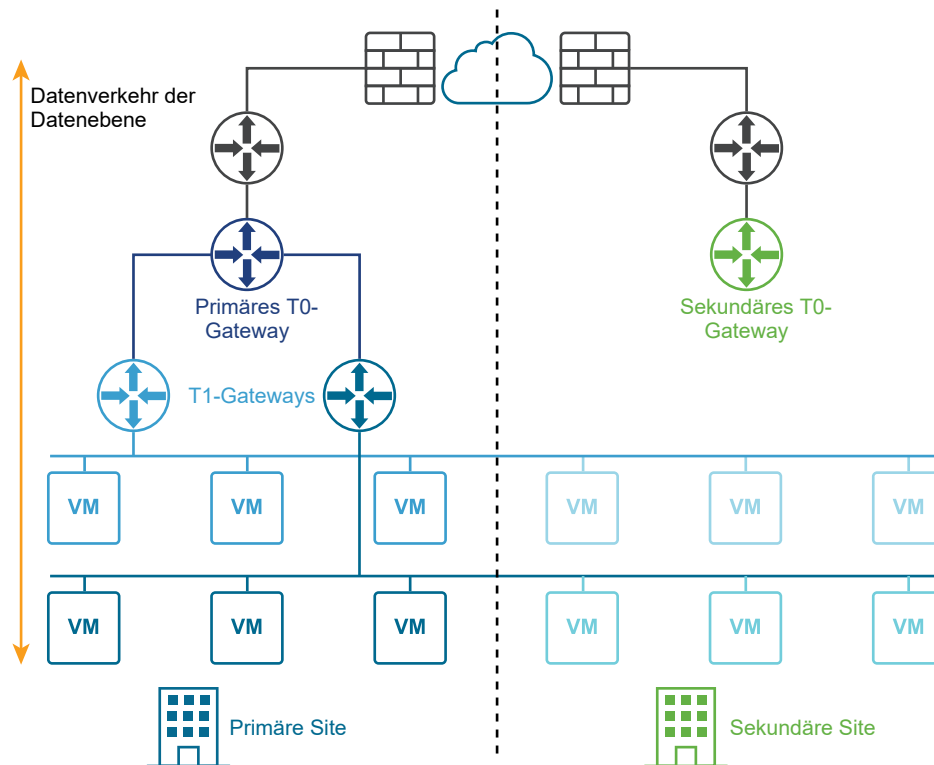 Datenverkehr der
Datenebene
Primäres T0-
Gateway
Sekundäres T0-
Gateway
T1-Gateways
VM VM VM VM VM VM
VM VM VM VM VM VM
Primäre Site
Sekundäre Site